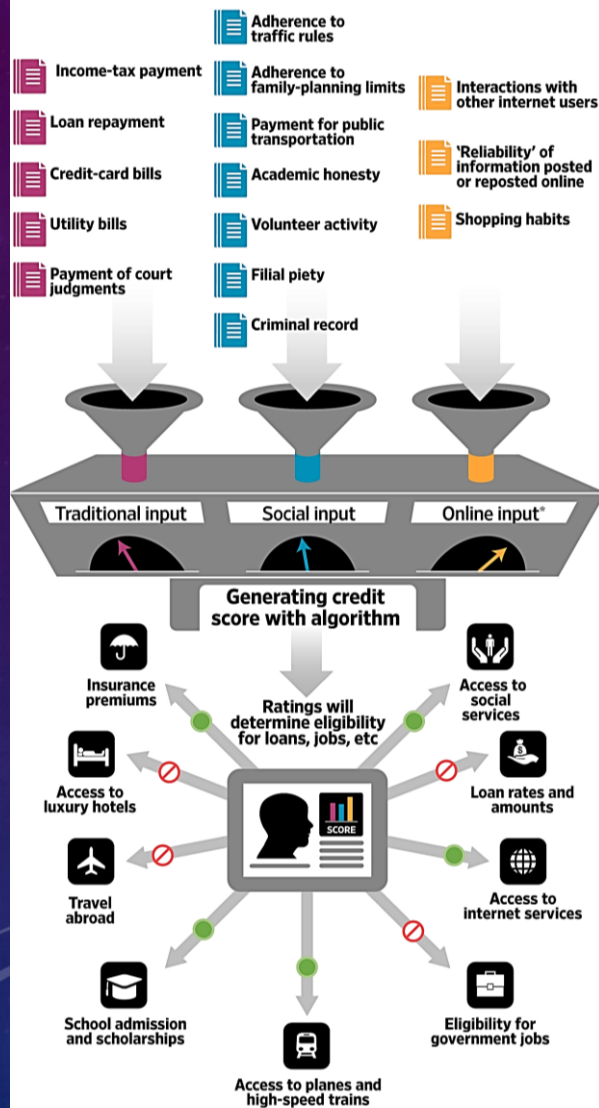 Income-tax payment
Loan repayment
Credit-card bills
Utility bills
Payment of court
judgments
Adherence to
traffic rules
Adherence to
family-planning limits
Payment for public
transportation
Academic honesty
Volunteer activity
Filial piety
Criminal record
Interactions with
other internet users
‘Reliability’ of
information posted
or reposted online
Shopping habits
Traditional input
Social input
Online input*
Generating credit
score with algorithm
Ratings will
determine eligibility
for loans, jobs, etc
Insurance
premiums
Access to
social
services
Access to
luxury hotels
$
Loan rates and
amounts
SCORE
Travel
abroad
Access to
internet services
School admission
and scholarships
Eligibility for
government jobs
Access to planes and
high-speed trains